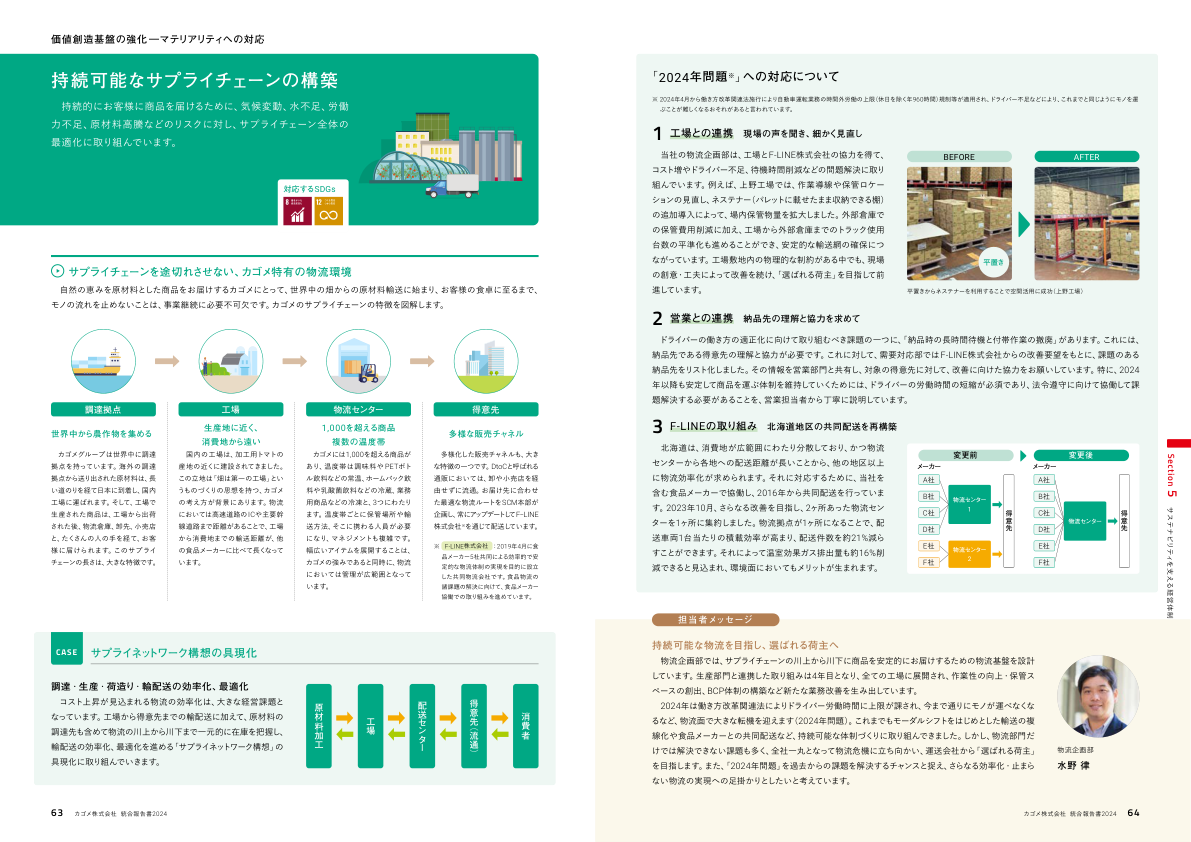 価値創造基盤の強化―マテリアリティへの対応
持続可能なサプライチェーンの構築
持続的にお客様に商品を届けるために、気候変動、水不足、労働
力不足、原材料高騰などのリスクに対し、サプライチェーン全体の
最適化に取り組んでいます。
対応するSDGs
8
12
サプライチェーンを途切れさせない、カゴメ特有の物流環境
自然の恵みを原材料とした商品をお届けするカゴメにとって、世界中の畑からの原材料輸送に始まり、お客様の食卓に至るまで、
モノの流れを止めないことは、事業継続に必要不可欠です。カゴメのサプライチェーンの特徴を図解します。
調達拠点
世界中から農作物を集める
カゴメグループは世界中に調達
拠点を持っています。海外の調達
拠点から送り出された原材料は、長
い道のりを経て日本に到着し、国内
工場に運ばれます。そして、工場で
生産された商品は、工場から出荷
された後、物流倉庫、卸売、小売店
と、たくさんの人の手を経て、お客
様に届けられます。このサプライ
チェーンの長さは、大きな特徴です。
工場
生産地に近く、
消費地から遠い
国内の工場は、加工用トマトの
産地の近くに建設されてきました。
この立地は「畑は第一の工場」とい
うものづくりの思想を持つ、カゴメ
の考え方が背景にあります。物流
においては高速道路のICや主要幹
線道路まで距離があることで、工場
から消費地までの輸送距離が、他
の食品メーカーに比べて長くなって
います。
物流センター
1,000を超える商品
複数の温度帯
カゴメには1,000を超える商品が
あり、温度帯は調味料やPETボト
ル飲料などの常温、ホームパック飲
料や乳酸菌飲料などの冷蔵、業務
用商品などの冷凍と、3つにわたり
ます。温度帯ごとに保管場所や輸
送方法、そこに携わる人員が必要
になり、マネジメントも複雑です。
幅広いアイテムを展開することは、
カゴメの強みであると同時に、物流
においては管理が広範囲となって
います。
得意先
多様な販売チャネル
多様化した販売チャネルも、大き
な特徴の一つです。DtoCと呼ばれる
通販においては、卸や小売店を経
由せずに流通。お届け先に合わせ
た最適な物流ルートをSCM本部が
企画し、常にアップデートしてF-LINE
株式会社※を通じて配送しています。
※ F-LINE株式会社：2019年4月に食
品メーカー5社共同による効率的で安
定的な物流体制の実現を目的に設立
した共同物流会社です。食品物流の
諸課題の解決に向けて、食品メーカー
協働での取り組みを進めています。
CASE
サプライネットワーク構想の具現化
調達・生産・荷造り・輸配送の効率化、最適化
コスト上昇が見込まれる物流の効率化は、大きな経営課題と
なっています。工場から得意先までの輸配送に加えて、原材料の
調達先も含めて物流の川上から川下まで一元的に在庫を把握し、
輸配送の効率化、最適化を進める「サプライネットワーク構想」の
具現化に取り組んでいきます。
原材料加工
工場
配送センター
得意先（流通）
消費者
63 カゴメ株式会社 統合報告書2024
「2024年問題※」への対応について
※ 2024年4月から働き方改革関連法施行により自動車運転業務の時間外労働の上限（休日を除く年960時間）規制等が適用され、ドライバー不足などにより、これまでと同じようにモノを運
ぶことが難しくなるおそれがあると言われています。
1 工場との連携 現場の声を聞き、細かく見直し
当社の物流企画部は、工場とF-LINE株式会社の協力を得て、
コスト増やドライバー不足、待機時間削減などの問題解決に取り
組んでいます。例えば、上野工場では、作業導線や保管ロケー
ションの見直し、ネステナー（パレットに載せたまま収納できる棚）
の追加導入によって、場内保管物量を拡大しました。外部倉庫で
の保管費用削減に加え、工場から外部倉庫までのトラック使用
台数の平準化も進めることができ、安定的な輸送網の確保につ
ながっています。工場敷地内の物理的な制約がある中でも、現場
の創意・工夫によって改善を続け、「選ばれる荷主」を目指して前
進しています。
BEFORE
平置き
AFTER
平置きからネステナーを利用することで空間活用に成功（上野工場）
2 営業との連携 納品先の理解と協力を求めて
ドライバーの働き方の適正化に向けて取り組むべき課題の一つに、「納品時の長時間待機と付帯作業の撤廃」があります。これには、
納品先である得意先の理解と協力が必要です。これに対して、需要対応部ではF-LINE株式会社からの改善要望をもとに、課題のある
納品先をリスト化しました。その情報を営業部門と共有し、対象の得意先に対して、改善に向けた協力をお願いしています。特に、2024
年以降も安定して商品を運ぶ体制を維持していくためには、ドライバーの労働時間の短縮が必須であり、法令遵守に向けて協働して課
題解決する必要があることを、営業担当者から丁寧に説明しています。
3 F-LINEの取り組み 北海道地区の共同配送を再構築
北海道は、消費地が広範囲にわたり分散しており、かつ物流
センターから各地への配送距離が長いことから、他の地区以上
に物流効率化が求められます。それに対応するために、当社を
含む食品メーカーで協働し、2016年から共同配送を行っていま
す。2023年10月、さらなる改善を目指し、2ヶ所あった物流セン
ターを1ヶ所に集約しました。物流拠点が1ヶ所になることで、配
送車両1台当たりの積載効率が高まり、配送件数を約21%減ら
すことができます。それによって温室効果ガス排出量も約16%削
減できると見込まれ、環境面においてもメリットが生まれます。
変更前
メーカー
A社
B社
C社
D社
E社
F社
物流センター
1
物流センター
2
得意先
変更後
メーカー
A社
B社
C社
D社
E社
F社
物流センター
得意先
担当者メッセージ
持続可能な物流を目指し、選ばれる荷主へ
物流企画部では、サプライチェーンの川上から川下に商品を安定的にお届けするための物流基盤を設計
しています。生産部門と連携した取り組みは4年目となり、全ての工場に展開され、作業性の向上・保管ス
ペースの創出、BCP体制の構築など新たな業務改善を生み出しています。
2024年は働き方改革関連法によりドライバー労働時間に上限が課され、今まで通りにモノが運べなくな
るなど、物流面で大きな転機を迎えます（2024年問題）。これまでもモーダルシフトをはじめとした輸送の複
線化や食品メーカーとの共同配送など、持続可能な体制づくりに取り組んできました。しかし、物流部門だ
けでは解決できない課題も多く、全社一丸となって物流危機に立ち向かい、運送会社から「選ばれる荷主」
を目指します。また、「2024年問題」を過去からの課題を解決するチャンスと捉え、さらなる効率化・止まら
ない物流の実現への足掛かりとしたいと考えています。
物流企画部
水野 律
Section 5
サステナビリティを支える経営体制
カゴメ株式会社 統合報告書2024 64